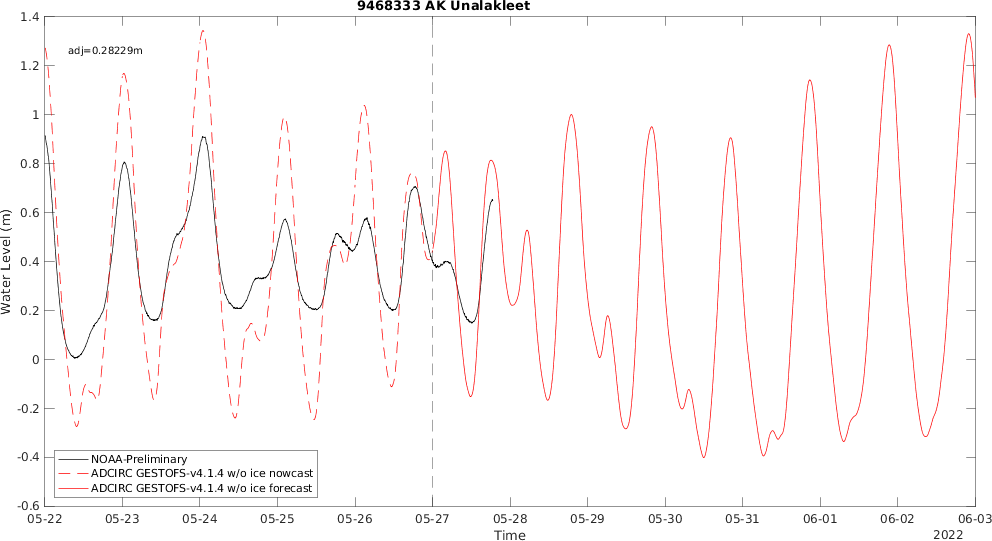 9468333 AK Unalakleet
adj=0.28229m
Water Level (m)
1.4
1.2
1
0.8
0.6
0.4
0.2
0
-0.2
-0.4
-0.6
NOAA-Preliminary
ADCIRC GESTOFS-v4.1.4 w/o ice nowcast
ADCIRC GESTOFS-v4.1.4 w/o ice forecast
05-22 05-23 05-24 05-25 05-26 05-27 05-28 05-29 05-30 05-31 06-01 06-02 06-03
Time
2022